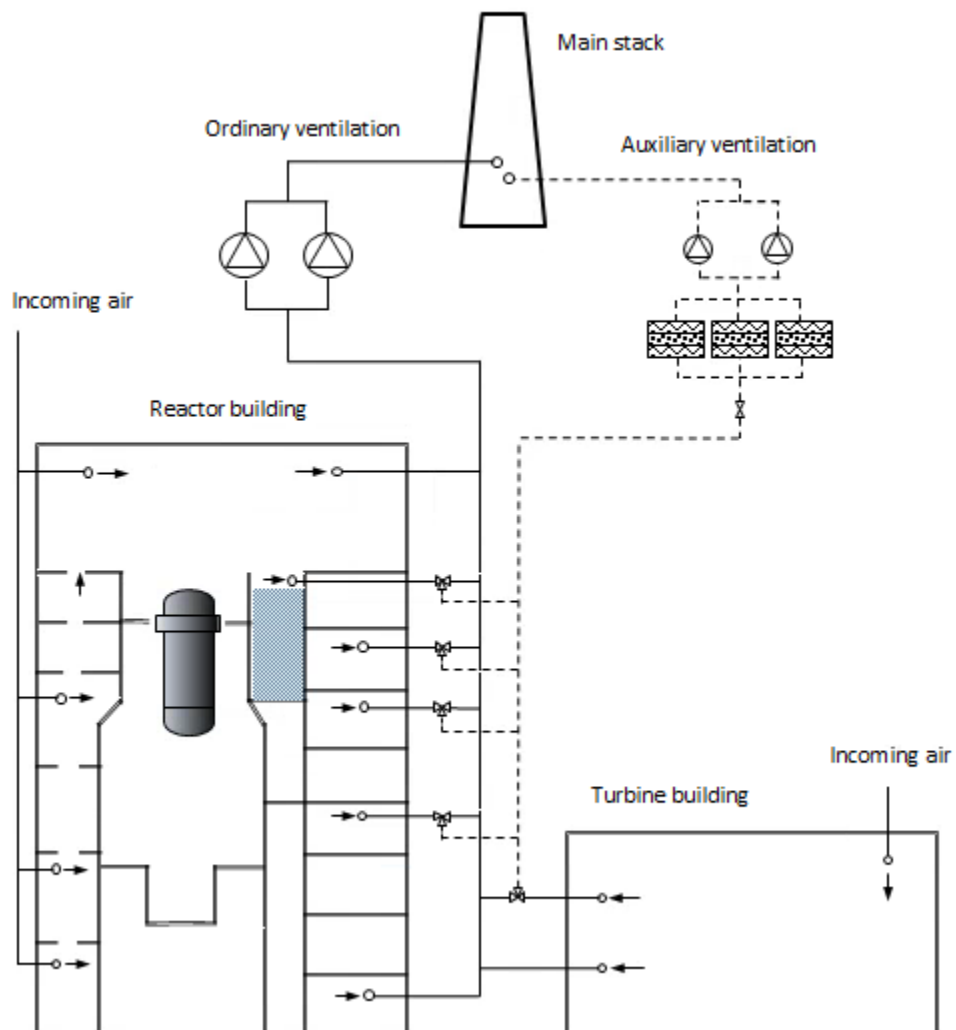 Main stack
Ordinary ventilation
Auxiliary ventilation
Incoming air
Reactor building
Incoming air
Turbine building